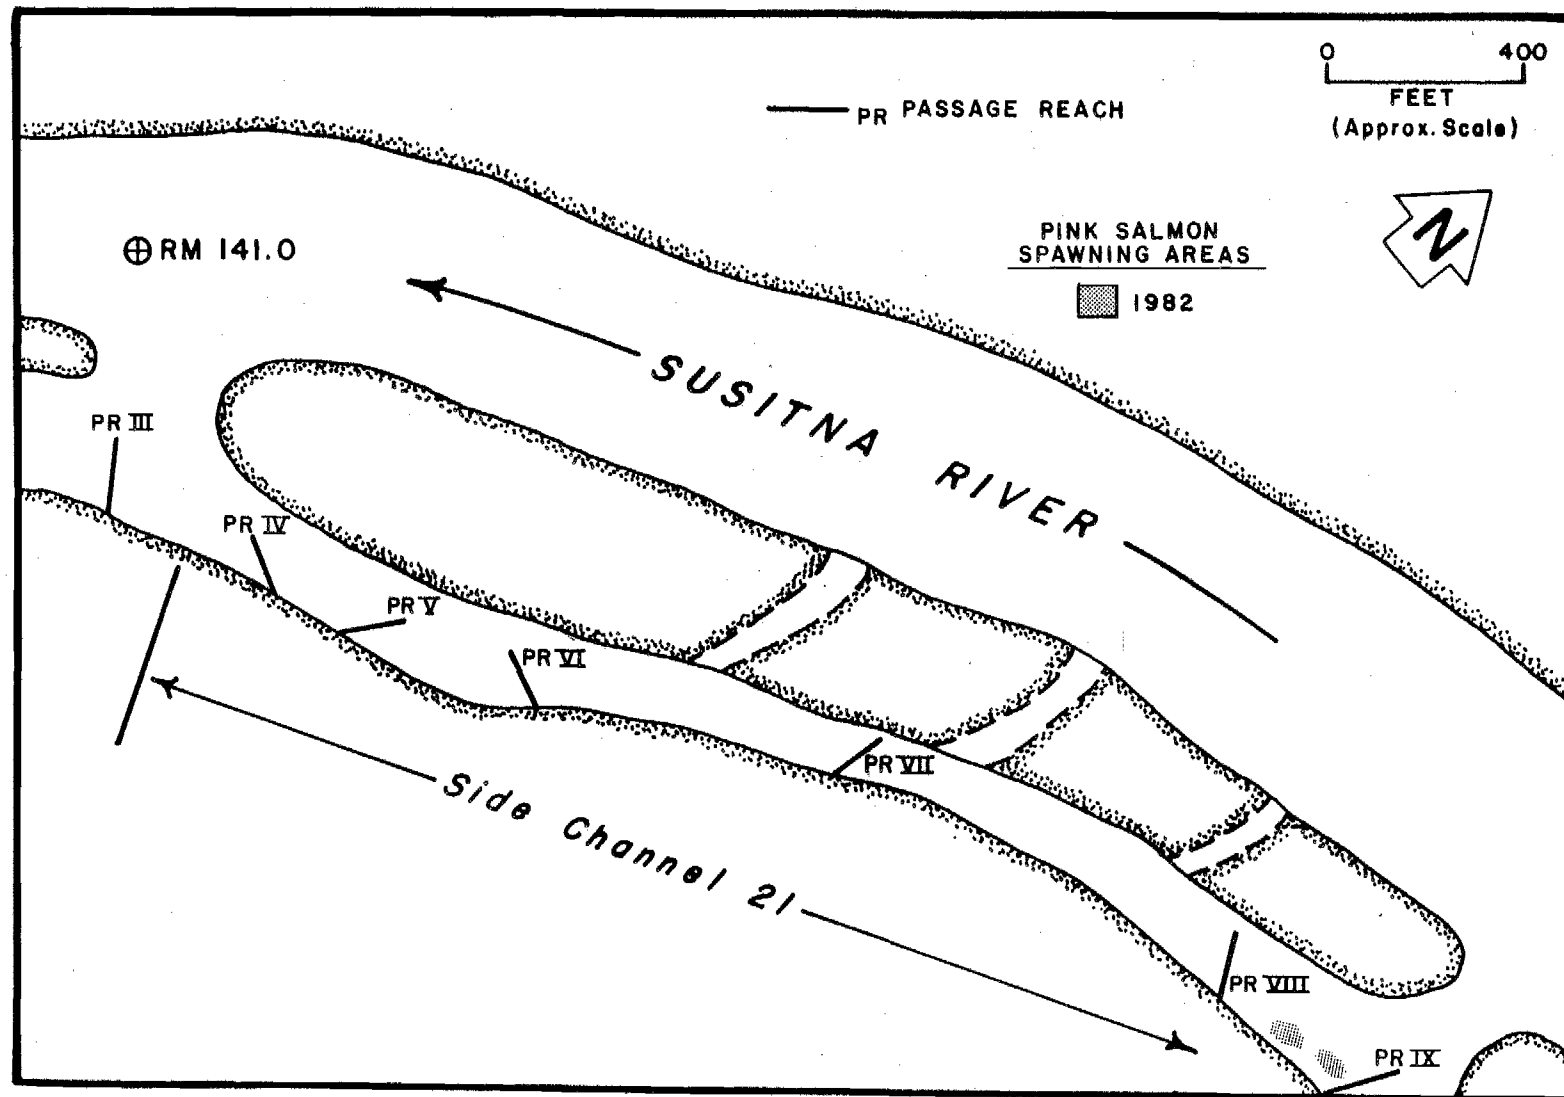 0 400
FEET
(Approx. Scale)
PR PASSAGE REACH
N
PINK SALMON
SPAWNING AREAS
1982
RM 141.0
SUSITNA RIVER
PR III
PR IV
PR V
PR VI
PR VII
Side Channel 21
PR VIII
PR IX